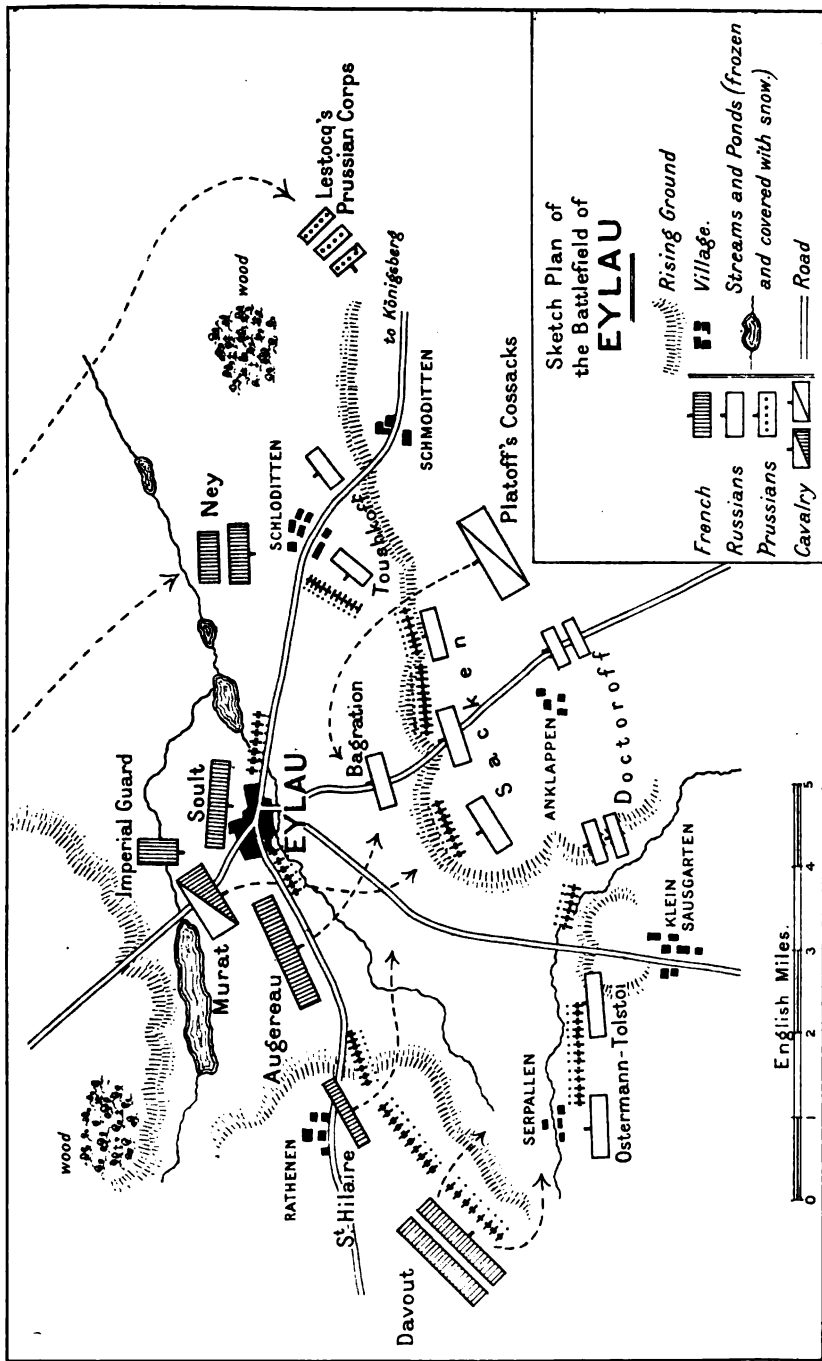 Sketch Plan of
the Battlefield of
EYLAU
French
Russians
Prussians
Cavalry
Rising Ground
Village.
Streams and Ponds (frozen
and covered with snow.)
Road
wood
Imperial Guard
Murat
Soult
EYLAU
Augereau
RATHENEN
St Hilaire
Davout
Ney
wood
Lestocq's
Prussian Corps
to Königsberg
SCHLODITTEN
SCHMODITTEN
Toushkoff
Platoff's Cossacks
Bagration
Sacken
ANKLAPPEN
Doctoroff
KLEIN
SAUSGARTEN
SERPALLEN
Ostermann-Tolstoi
English Miles.
0 1 2 3 4 5